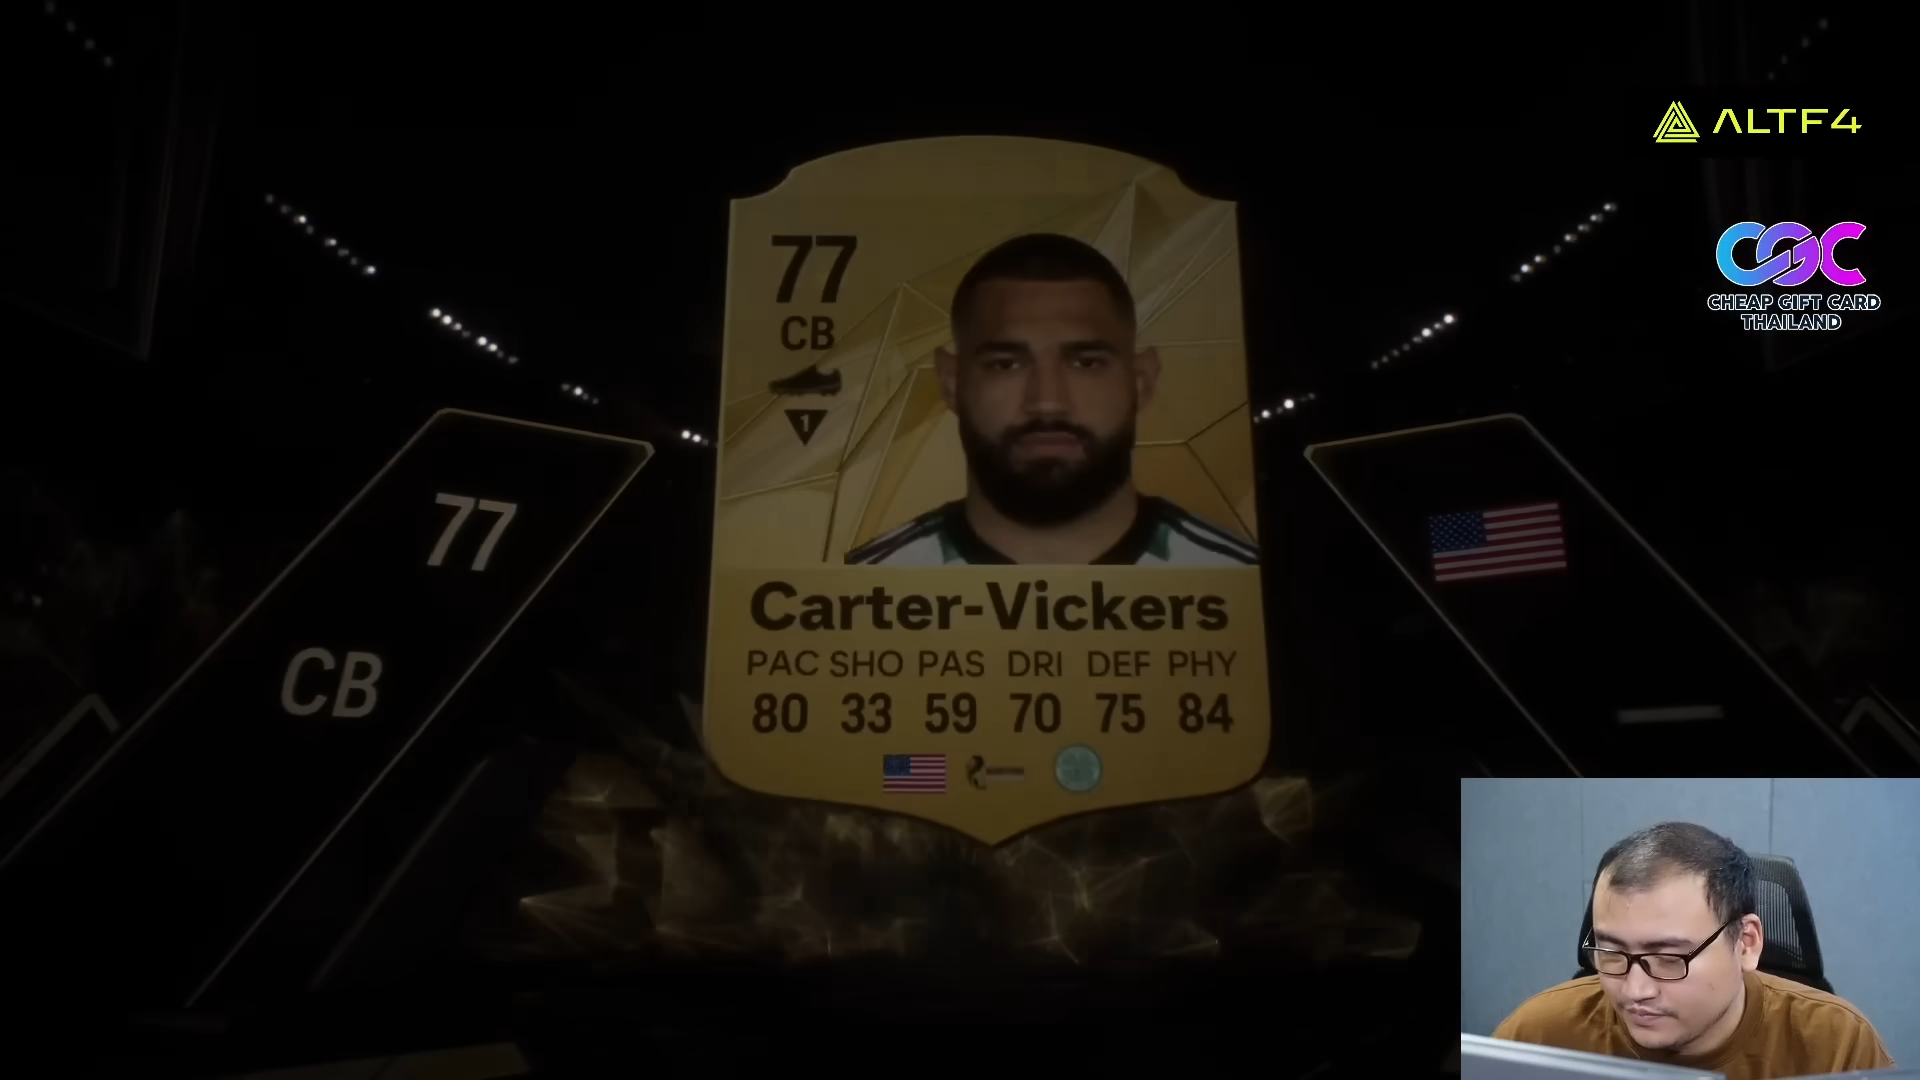 ALTF4
CGC
CHEAP GIFT CARD
THAILAND
77
CB
1
77
CB
Carter-Vickers
PAC SHO PAS DRI DEF PHY
80 33 59 70 75 84